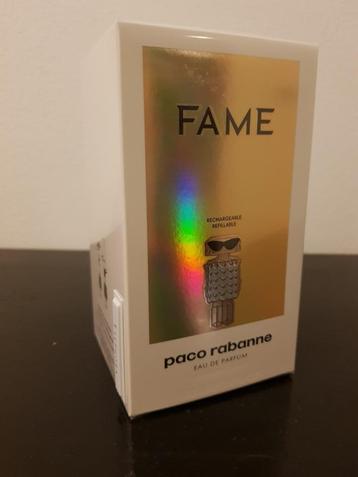 FAME
RECHARGEABLE
REFILLABLE
paco rabanne
EAU DE PARFUM